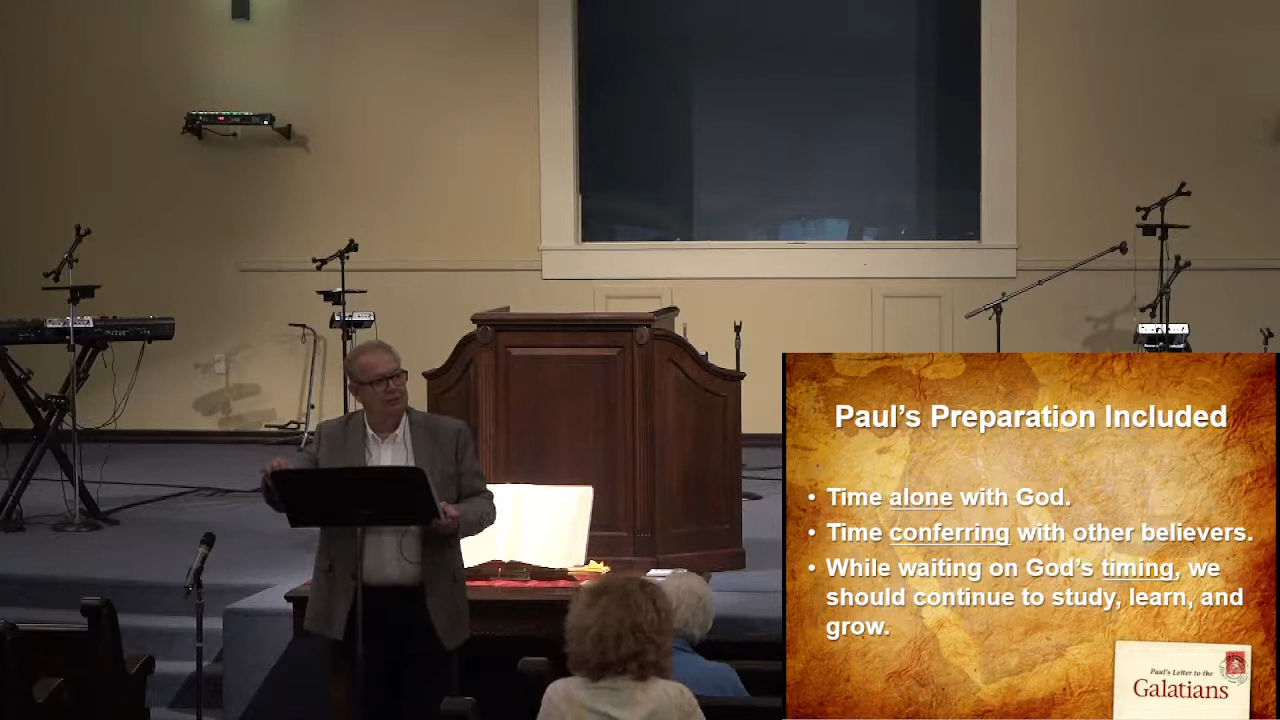 Paul’s Preparation Included
• Time alone with God.
• Time conferring with other believers.
• While waiting on God’s timing, we
should continue to study, learn, and
grow.
Paul's Letter to the
Galatians